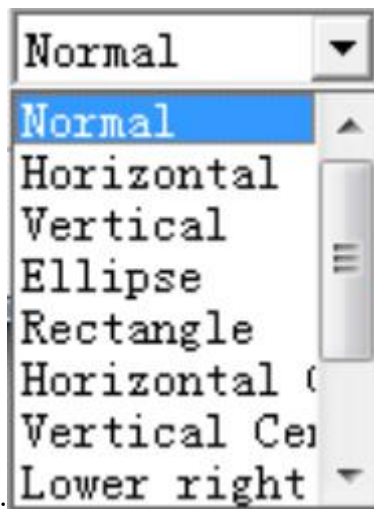 Normal
Normal
Horizontal
Vertical
Ellipse
Rectangle
Horizontal
Vertical
Lower right